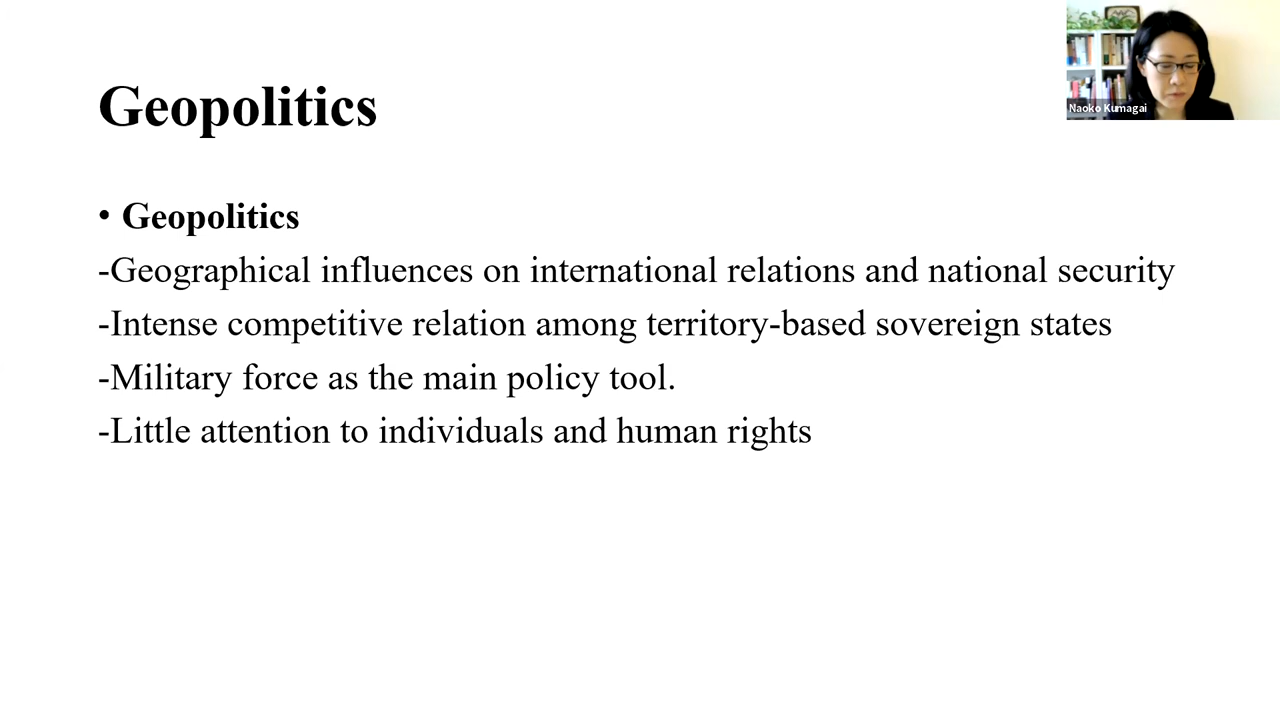 Geopolitics
Naoko Kumagai
• Geopolitics
-Geographical influences on international relations and national security
-Intense competitive relation among territory-based sovereign states
-Military force as the main policy tool.
-Little attention to individuals and human rights